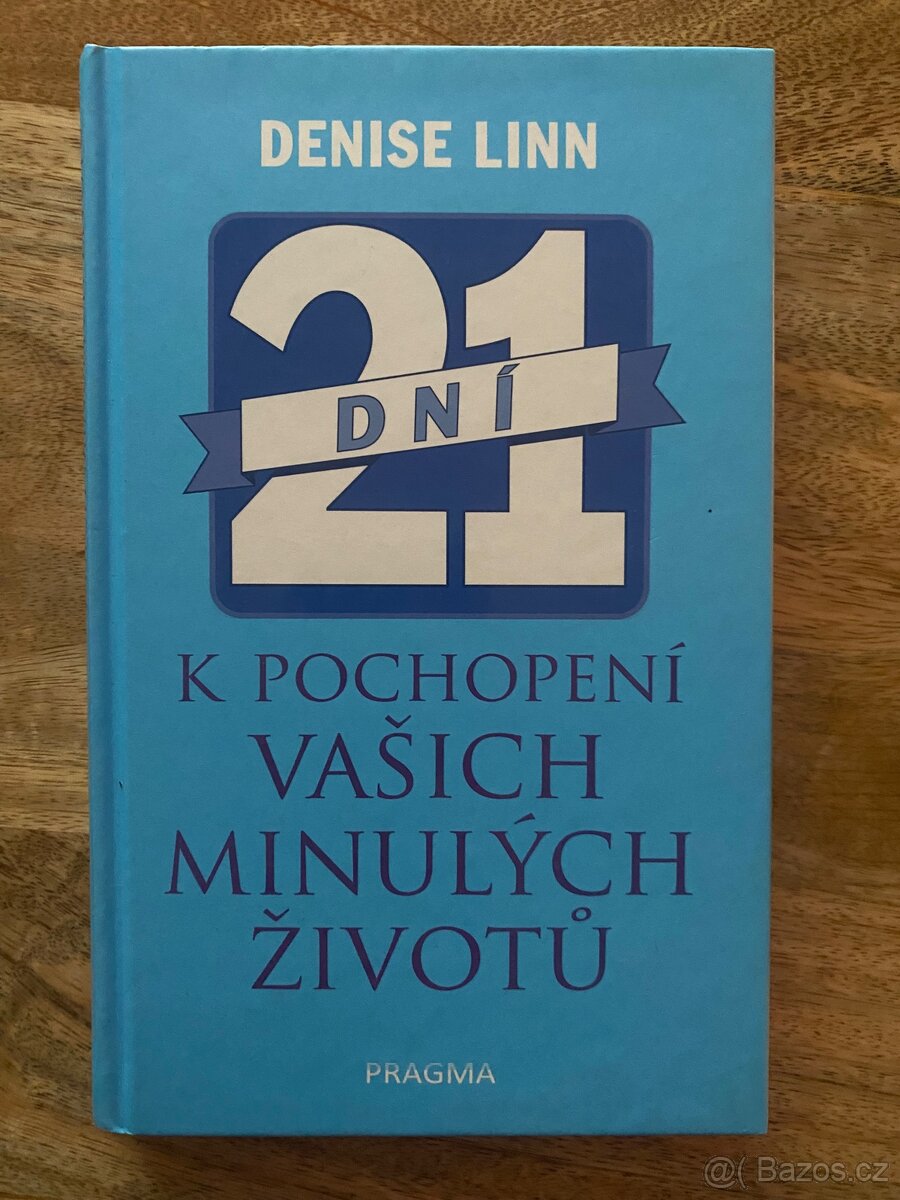 DENISE LINN
21
DNÍ
K POCHOPENÍ
VAŠICH
MINULÝCH
ŽIVOTŮ
PRAGMA
@( Bazos.cz